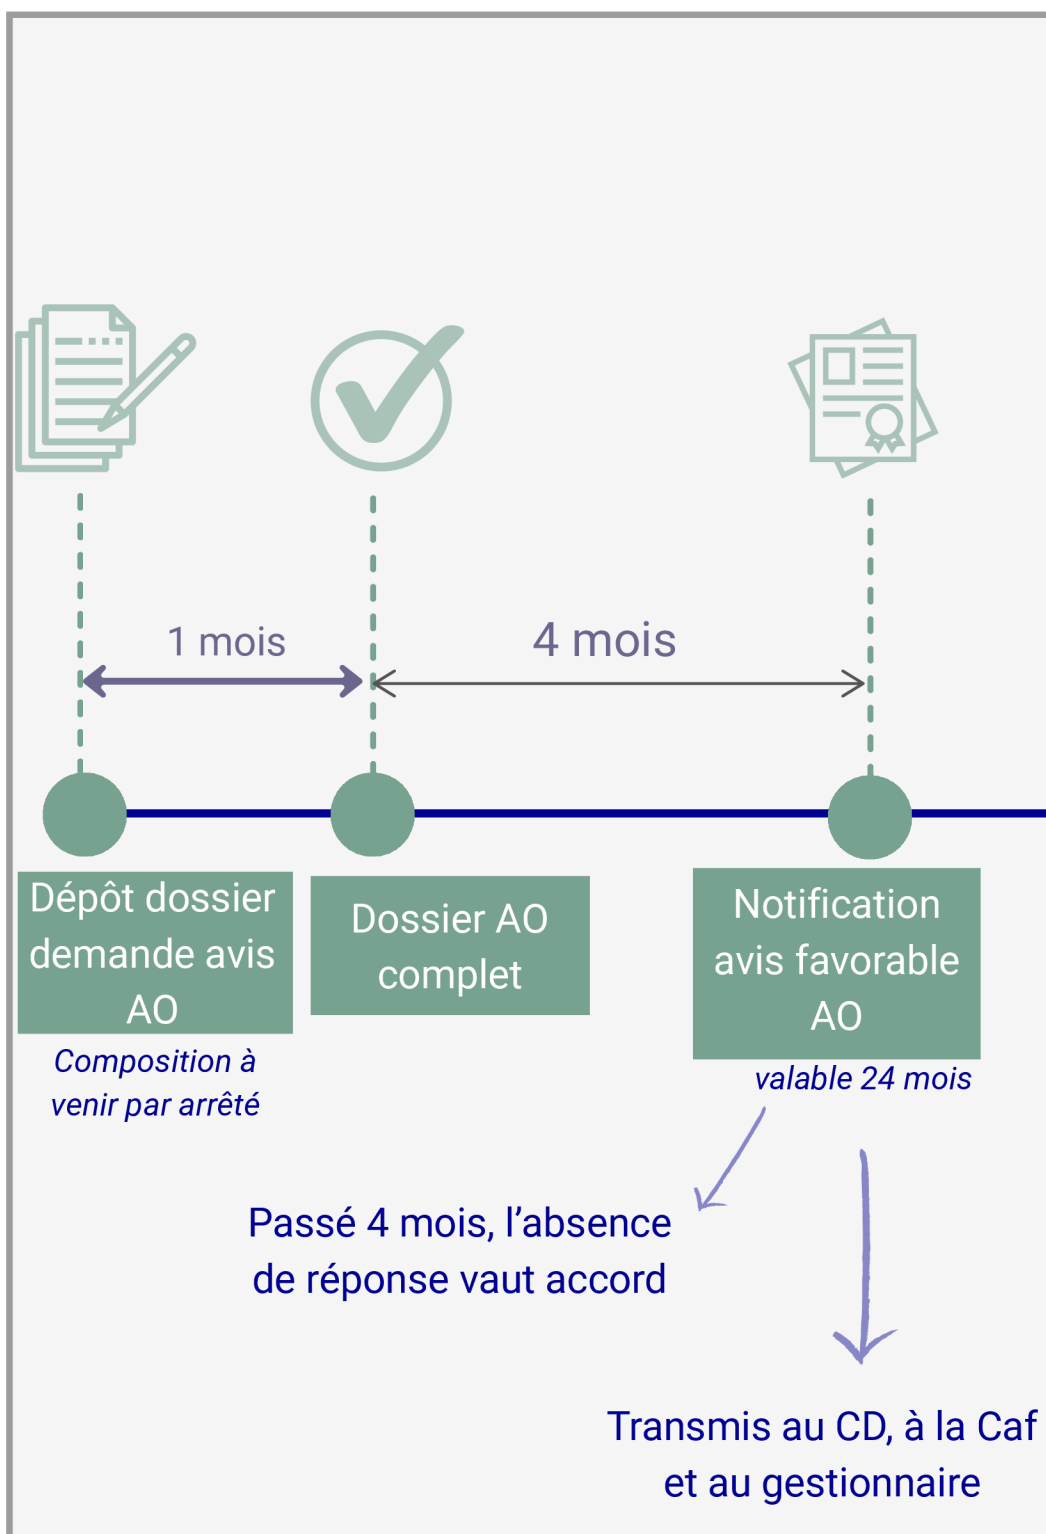 1 mois
4 mois
Dépôt dossier
demande avis
AO
Composition à
venir par arrêté
Dossier AO
complet
Notification
avis favorable
AO
valable 24 mois
Passé 4 mois, l’absence
de réponse vaut accord
Transmis au CD, à la Caf
et au gestionnaire